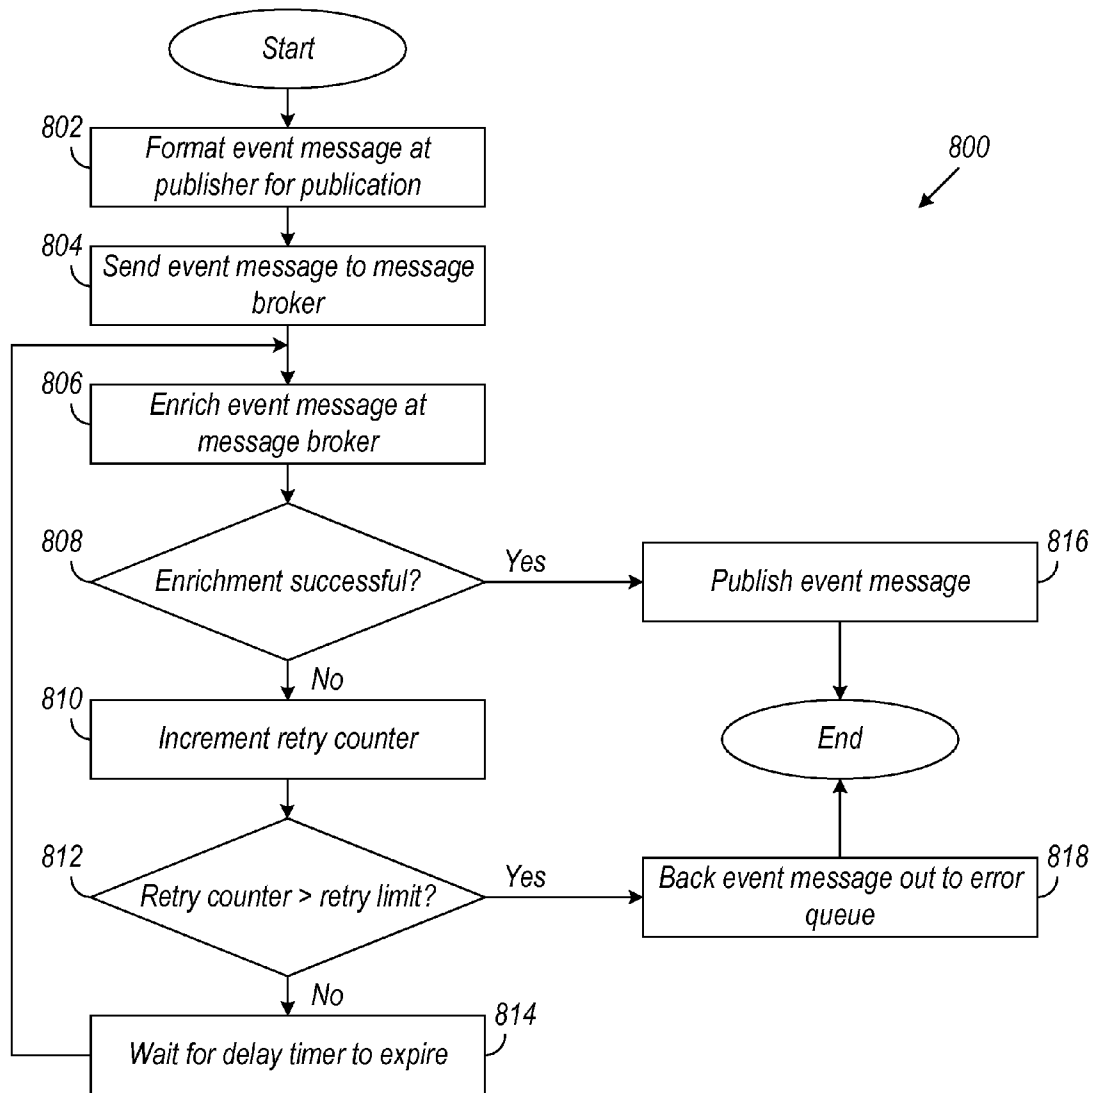 Start
802
Format event message at
publisher for publication
800
804
Send event message to message
broker
806
Enrich event message at
message broker
808
Enrichment successful?
Yes
816
Publish event message
No
810
Increment retry counter
End
812
Retry counter > retry limit?
Yes
818
Back event message out to error
queue
No
814
Wait for delay timer to expire